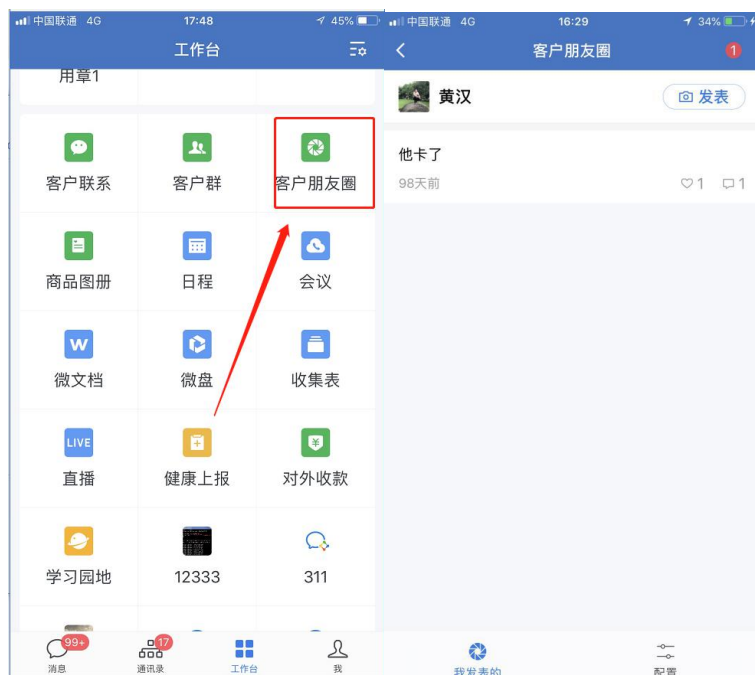 中国联通 4G 17:48 45%
工作台
用章1
客户联系 客户群 客户朋友圈
商品图册 日程 会议
W
微文档 微盘 收集表
LIVE
直播 健康上报 对外收款
学习园地 12333 311
99+ 17
消息 通讯录 工作台 我
中国联通 4G 16:29 34%
客户朋友圈 1
黄汉 发表
他卡了
98天前 1 1
我发表的 配置